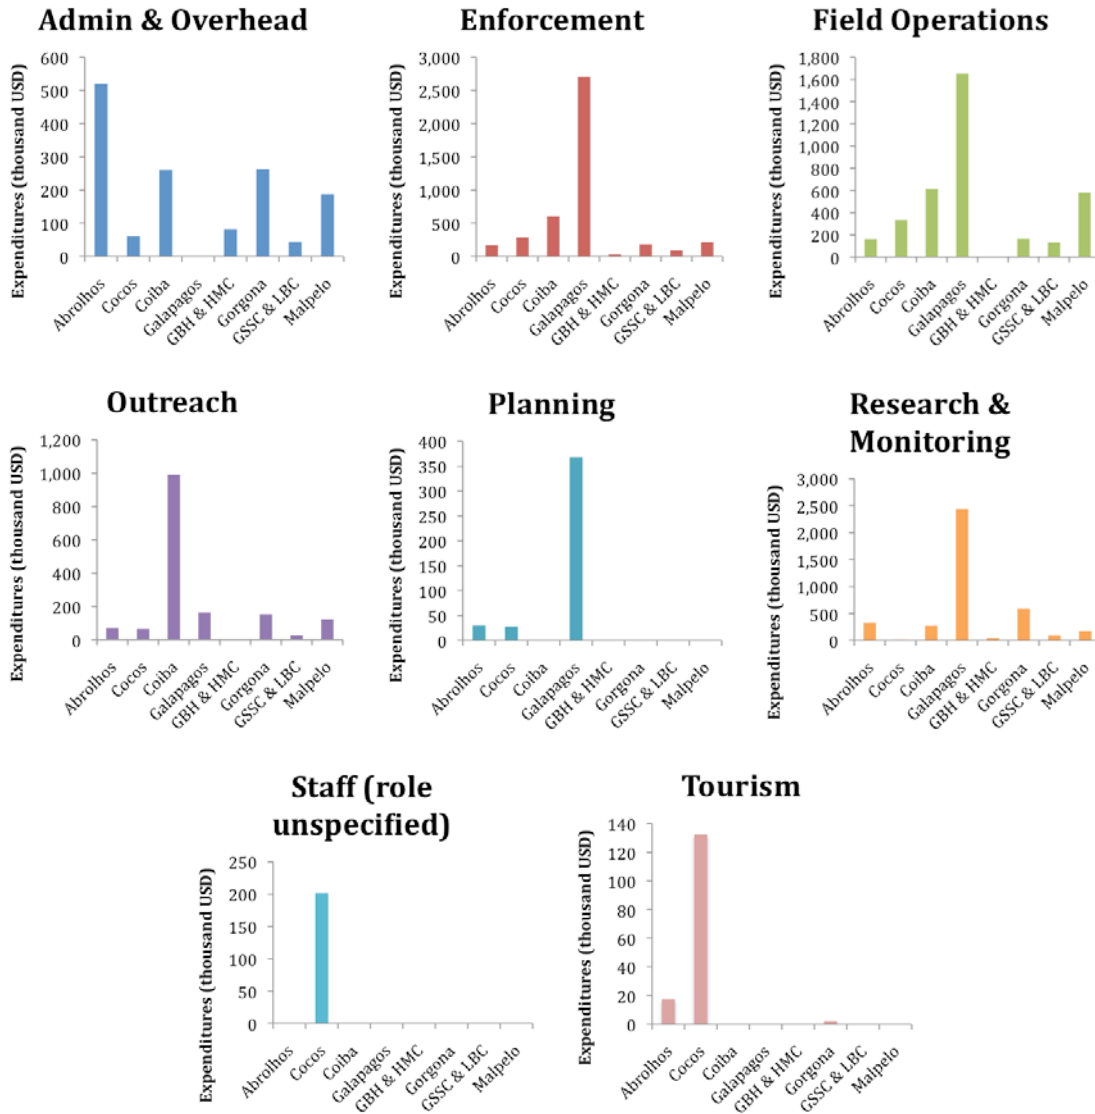 Admin & Overhead
Expenditures (thousand USD)
600
500
400
300
200
100
0
Abrolhos
Cocos
Coiba
Galapagos
GBH & HMC
Gorgona
GSSC & LBC
Malpelo
Enforcement
Expenditures (thousand USD)
3,000
2,500
2,000
1,500
1,000
500
0
Abrolhos
Cocos
Coiba
Galapagos
GBH & HMC
Gorgona
GSSC & LBC
Malpelo
Field Operations
Expenditures (thousand USD)
1,800
1,600
1,400
1,200
1,000
800
600
400
200
0
Abrolhos
Cocos
Coiba
Galapagos
GBH & HMC
Gorgona
GSSC & LBC
Malpelo
Outreach
Expenditures (thousand USD)
1,200
1,000
800
600
400
200
0
Abrolhos
Cocos
Coiba
Galapagos
GBH & HMC
Gorgona
GSSC & LBC
Malpelo
Planning
Expenditures (thousand USD)
400
350
300
250
200
150
100
50
0
Abrolhos
Cocos
Coiba
Galapagos
GBH & HMC
Gorgona
GSSC & LBC
Malpelo
Research &
Monitoring
Expenditures (thousand USD)
3,000
2,500
2,000
1,500
1,000
500
0
Abrolhos
Cocos
Coiba
Galapagos
GBH & HMC
Gorgona
GSSC & LBC
Malpelo
Staff (role
unspecified)
Expenditures (thousand USD)
250
200
150
100
50
0
Abrolhos
Cocos
Coiba
Galapagos
GBH & HMC
Gorgona
GSSC & LBC
Malpelo
Tourism
Expenditures (thousand USD)
140
120
100
80
60
40
20
0
Abrolhos
Cocos
Coiba
Galapagos
GBH & HMC
Gorgona
GSSC & LBC
Malpelo